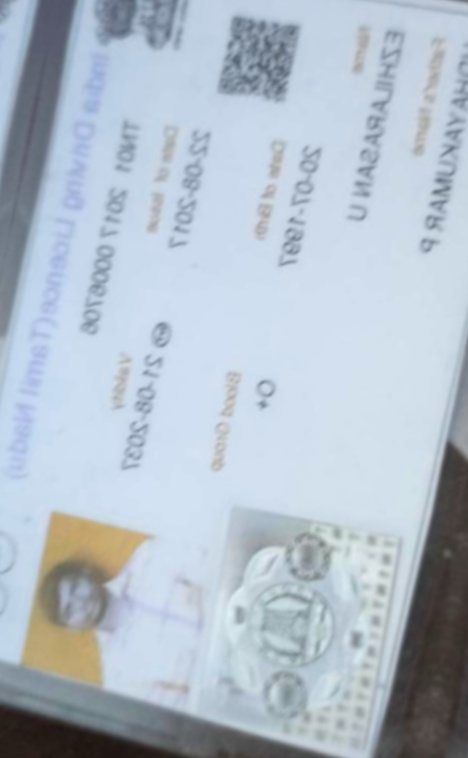 India Driving Licence(Tamil Nadu)
TN01 2017 0006706
Date of Issue
22-08-2017
Validity
21-08-2037
Date of Birth
20-07-1997
Blood Group
O+
Name
EZHILARASAN U
Father's Name
P